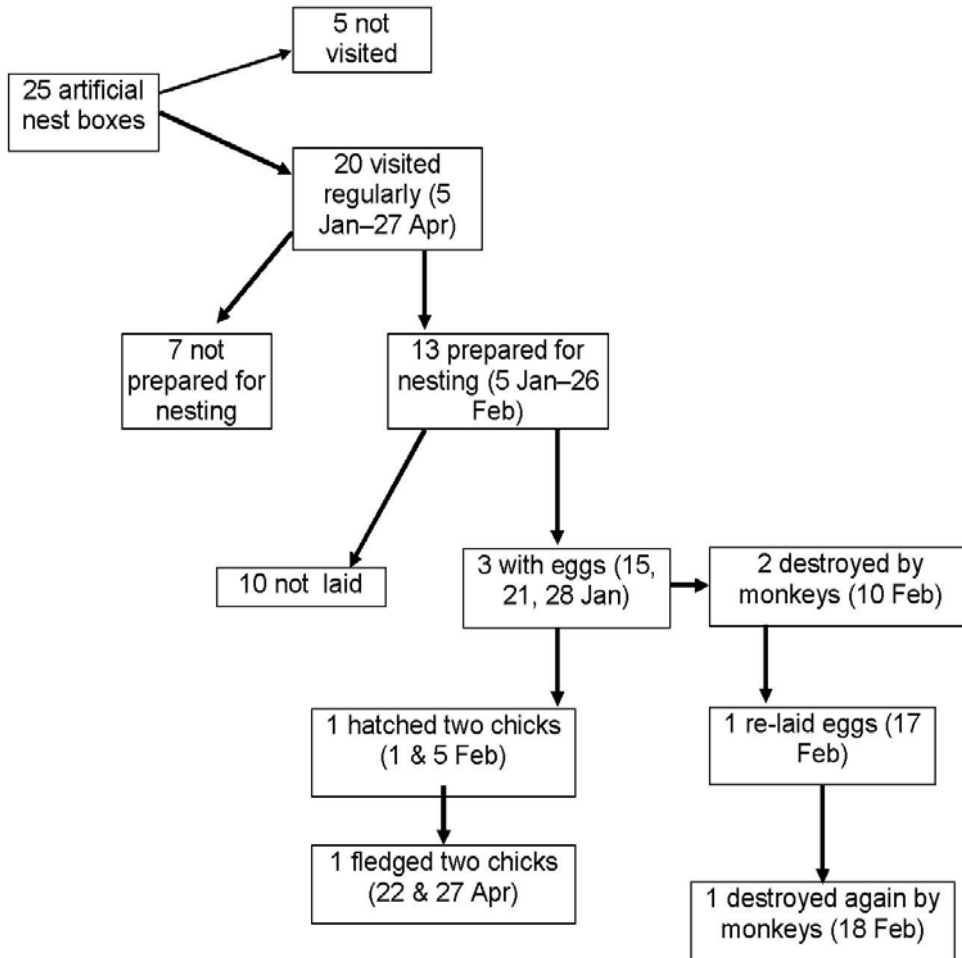 5 not
visited
25 artificial
nest boxes
20 visited
regularly (5
Jan–27 Apr)
7 not
prepared for
nesting
13 prepared for
nesting (5 Jan–26
Feb)
10 not laid
3 with eggs (15,
21, 28 Jan)
2 destroyed by
monkeys (10 Feb)
1 hatched two chicks
(1 & 5 Feb)
1 re-laid eggs (17
Feb)
1 fledged two chicks
(22 & 27 Apr)
1 destroyed again by
monkeys (18 Feb)